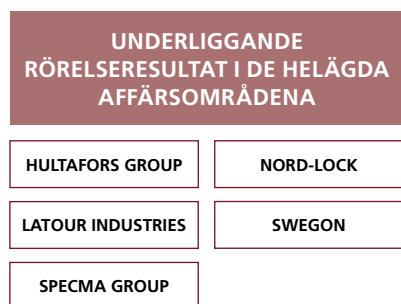 UNDERLIGGANDE
RÖRELSERESULTAT I DE HELÄGDA
AFFÄRSOMRÅDENA
HULTAFORS GROUP
NORD-LOCK
LATOUR INDUSTRIES
SWEGON
SPECMA GROUP